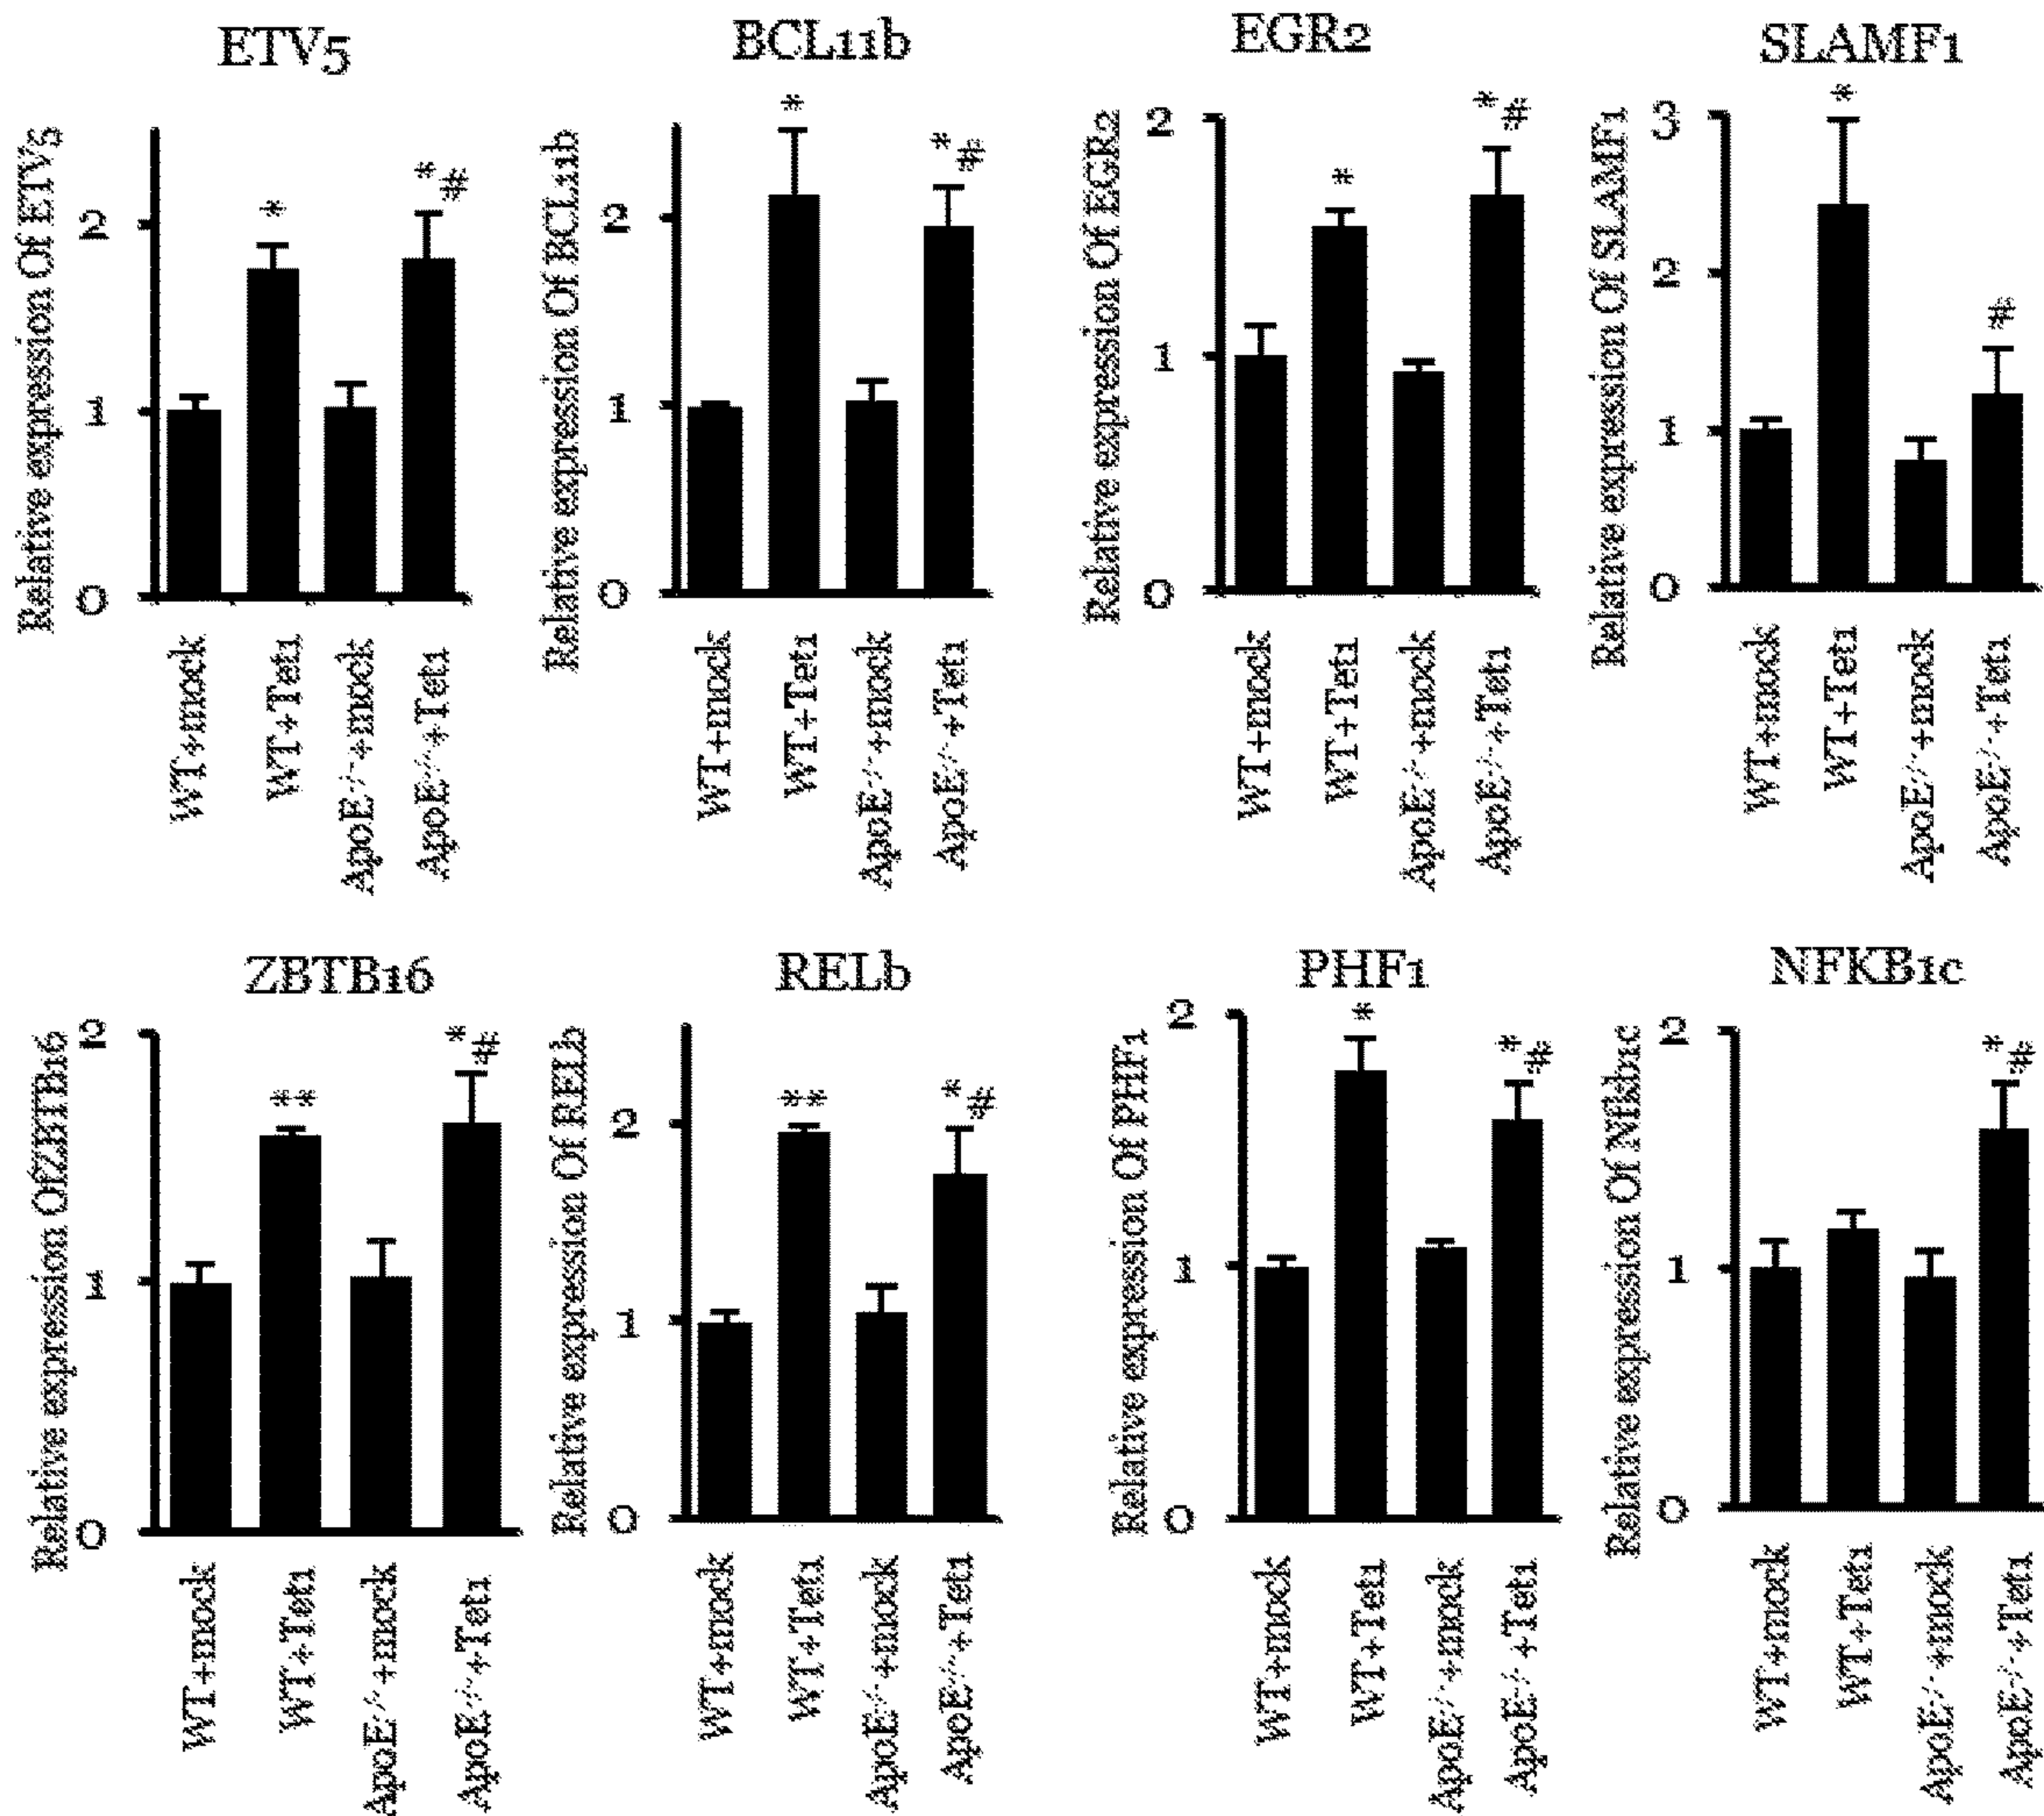 ETV5
BCL11b
EGR2
SLAMF1
Relative expression Of ETV5
2
1
0
*
*
#
WT+mock
WT+Tet1
ApoE-/-+mock
ApoE-/-+Tet1
Relative expression Of BCL11b
2
1
0
*
*
#
WT+mock
WT+Tet1
ApoE-/-+mock
ApoE-/-+Tet1
Relative expression Of EGR2
2
1
0
*
*
#
WT+mock
WT+Tet1
ApoE-/-+mock
ApoE-/-+Tet1
Relative expression Of SLAMF1
3
2
1
0
*
#
WT+mock
WT+Tet1
ApoE-/-+mock
ApoE-/-+Tet1
ZBTB16
RELb
PHF1
NFKB1c
Relative expression OfZBTB16
2
1
0
**
*
#
WT+mock
WT+Tet1
ApoE-/-+mock
ApoE-/-+Tet1
Relative expression Of RELb
2
1
0
**
*
#
WT+mock
WT+Tet1
ApoE-/-+mock
ApoE-/-+Tet1
Relative expression Of PHF1
2
1
0
*
*
#
WT+mock
WT+Tet1
ApoE-/-+mock
ApoE-/-+Tet1
Relative expression Of Nfkb1c
2
1
0
*
#
WT+mock
WT+Tet1
ApoE-/-+mock
ApoE-/-+Tet1